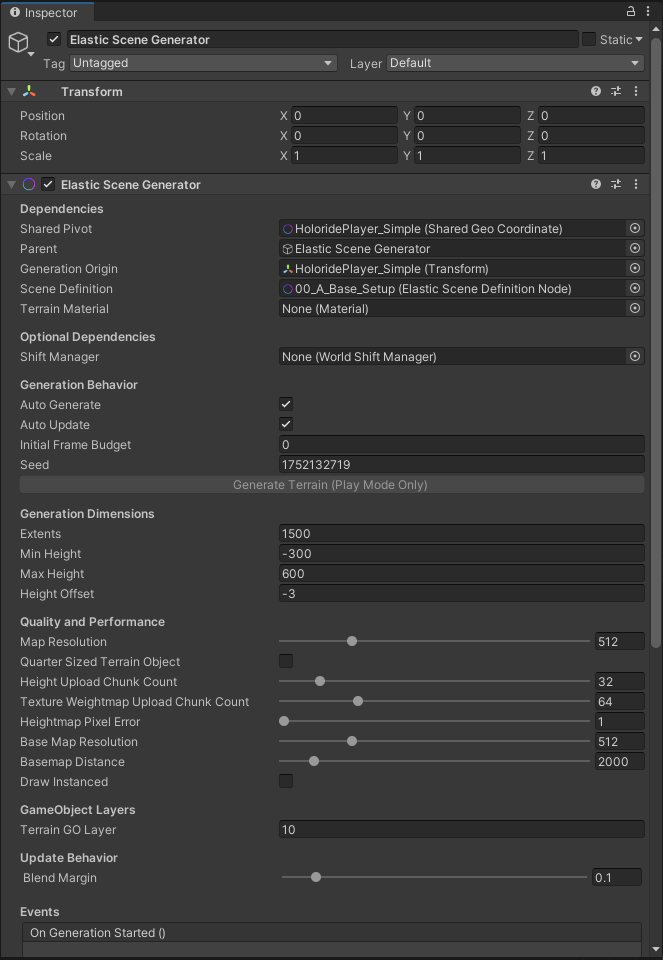 Inspector
Elastic Scene Generator Static
Tag Untagged Layer Default
Transform
Position X 0 Y 0 Z 0
Rotation X 0 Y 0 Z 0
Scale X 1 Y 1 Z 1
Elastic Scene Generator
Dependencies
Shared Pivot HoloridePlayer_Simple (Shared Geo Coordinate)
Parent Elastic Scene Generator
Generation Origin HoloridePlayer_Simple (Transform)
Scene Definition 00_A_Base_Setup (Elastic Scene Definition Node)
Terrain Material None (Material)
Optional Dependencies
Shift Manager None (World Shift Manager)
Generation Behavior
Auto Generate
Auto Update
Initial Frame Budget 0
Seed 1752132719
Generate Terrain (Play Mode Only)
Generation Dimensions
Extents 1500
Min Height -300
Max Height 600
Height Offset -3
Quality and Performance
Map Resolution 512
Quarter Sized Terrain Object
Height Upload Chunk Count 32
Texture Weightmap Upload Chunk Count 64
Heightmap Pixel Error 1
Base Map Resolution 512
Basemap Distance 2000
Draw Instanced
GameObject Layers
Terrain GO Layer 10
Update Behavior
Blend Margin 0.1
Events
On Generation Started ()